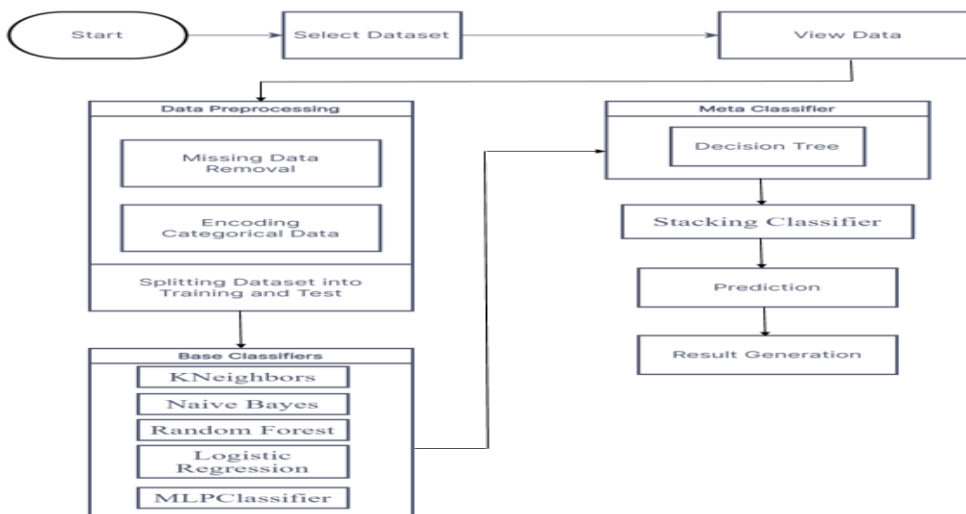 Start
Select Dataset
View Data
Data Preprocessing
Missing Data
Removal
Encoding
Categorical Data
Splitting Dataset into
Training and Test
Base Classifiers
KNeighbors
Naive Bayes
Random Forest
Logistic
Regression
MLPClassifier
Meta Classifier
Decision Tree
Stacking Classifier
Prediction
Result Generation